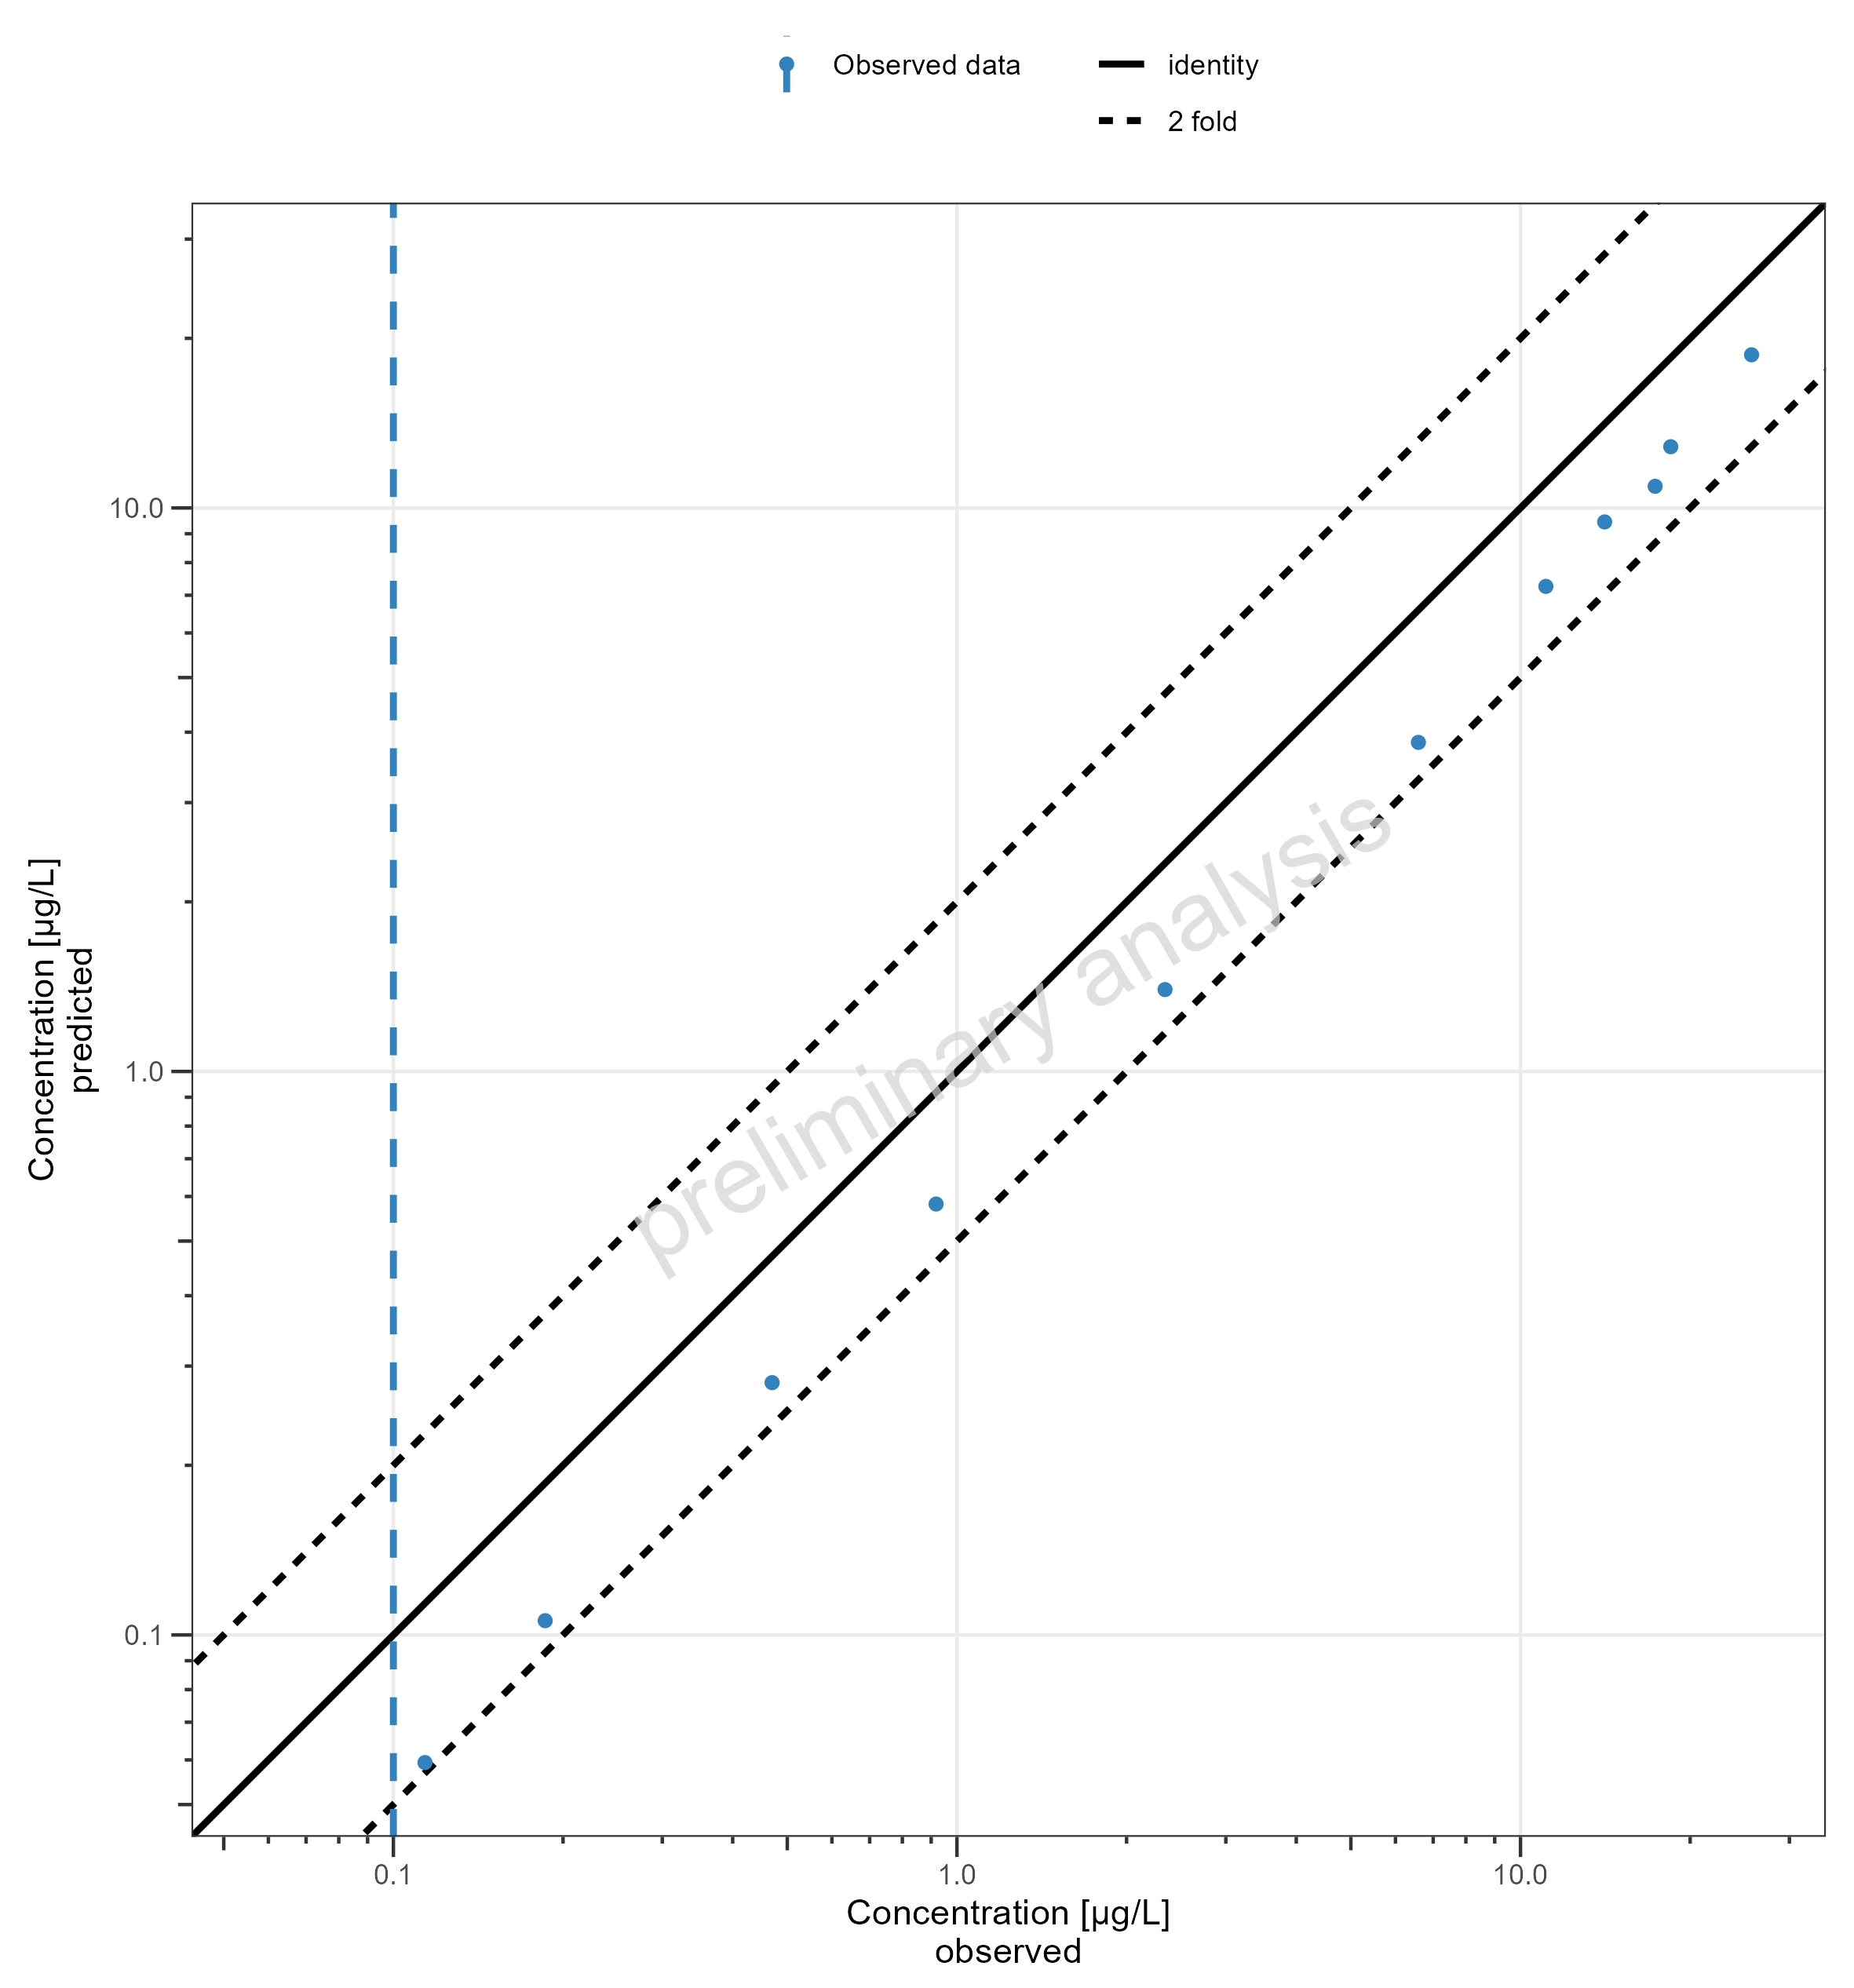 Observed data
identity
2 fold
10.0
1.0
0.1
Concentration [µg/L]
predicted
preliminary analysis
0.1
1.0
10.0
Concentration [µg/L]
observed